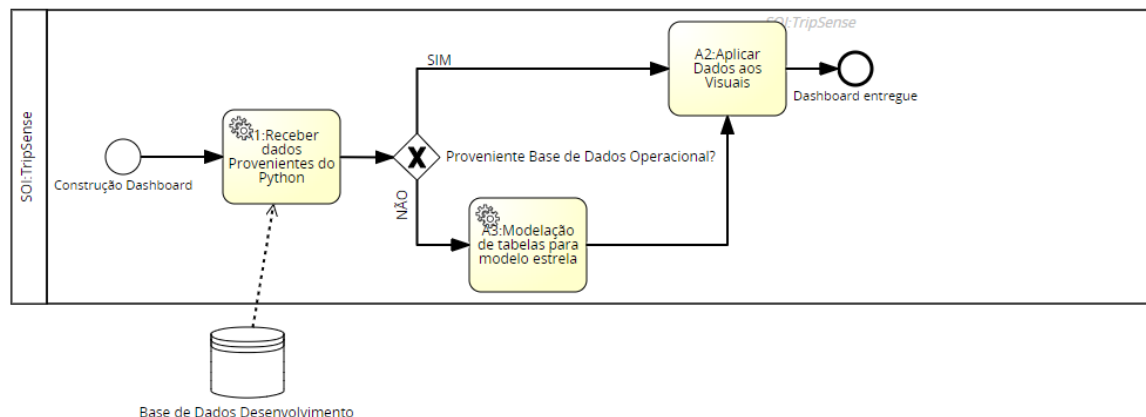 SOI:TripSense
SOI:TripSense
Construção Dashboard
A1:Receber
dados
Provenientes do
Python
Proveniente Base de Dados Operacional?
SIM
NÃO
A2:Aplicar
Dados aos
Visuais
Dashboard entregue
A3:Modelação
de tabelas para
modelo estrela
Base de Dados Desenvolvimento